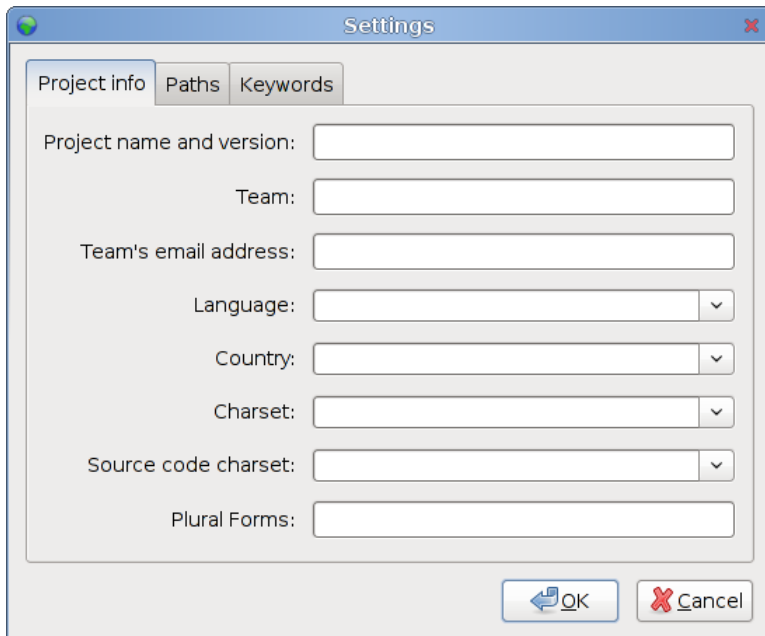 Settings
Project info Paths Keywords
Project name and version:
Team:
Team's email address:
Language:
Country:
Charset:
Source code charset:
Plural Forms:
OK Cancel